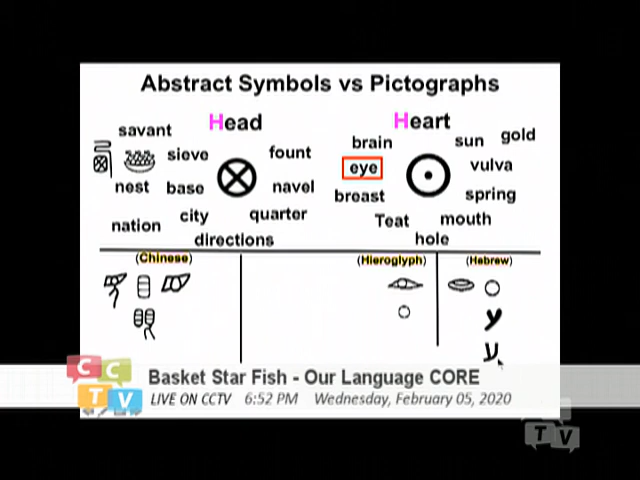 Abstract Symbols vs Pictographs
Head
Heart
savant
sieve
nest
base
nation
city
directions
quarter
navel
fount
brain
eye
breast
Teat
hole
mouth
spring
vulva
sun
gold
(Chinese)
(Hieroglyph)
(Hebrew)
ע
Basket Star Fish - Our Language CORE
LIVE ON CCTV 6:52 PM Wednesday, February 05, 2020
CC
TV
TV